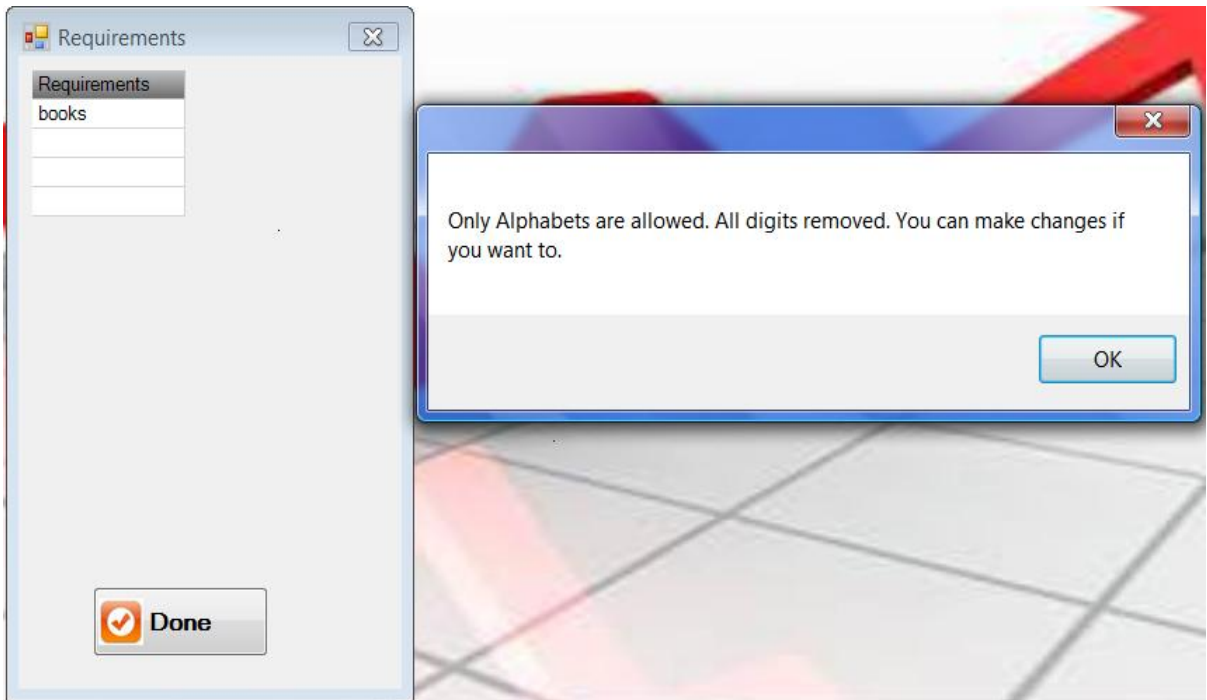 Requirements
Requirements
books
Done
Only Alphabets are allowed. All digits removed. You can make changes if
you want to.
OK